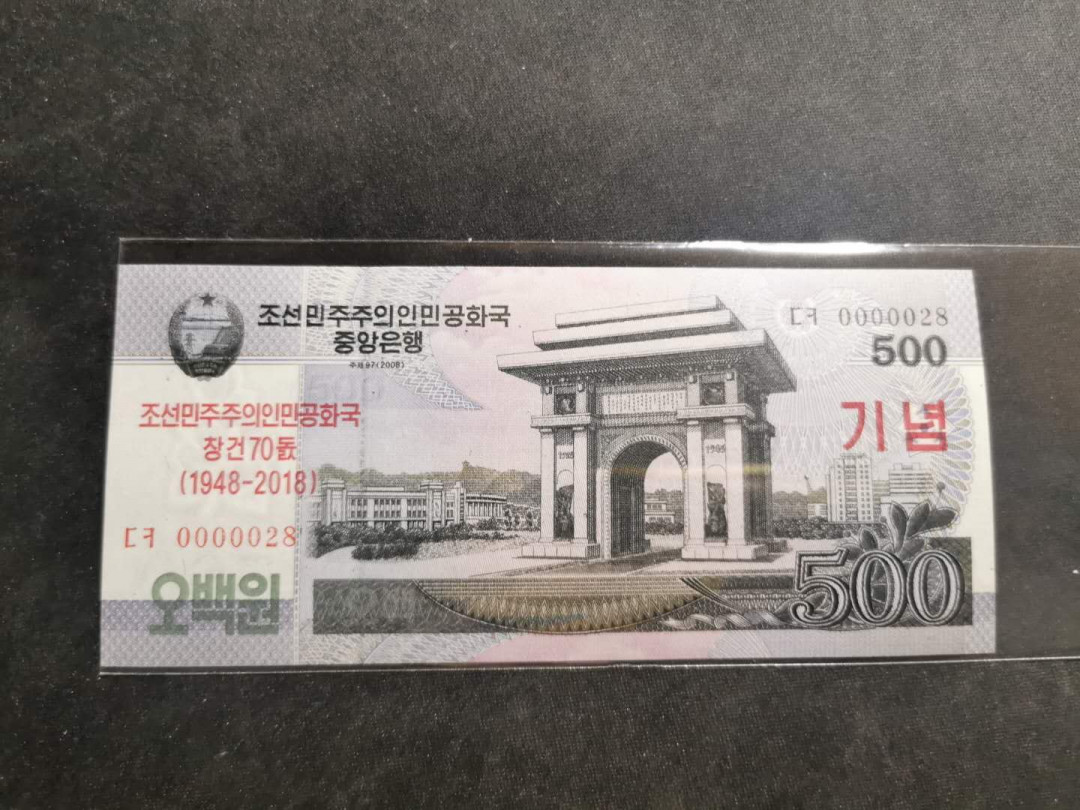 조선민주주의인민공화국
중앙은행
주체97(2008)
ㄷㅋ 0000028
500
조선민주주의인민공화국
창건70돐
(1948-2018)
기념
ㄷㅋ 0000028
오백원
500